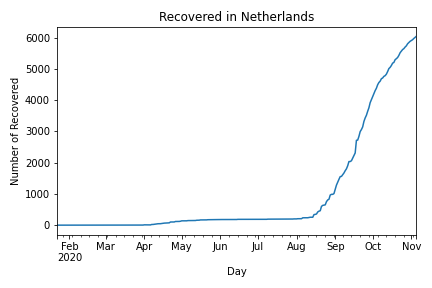 Recovered in Netherlands
Number of Recovered
6000
5000
4000
3000
2000
1000
0
Feb Mar Apr May Jun Jul Aug Sep Oct Nov
2020
Day